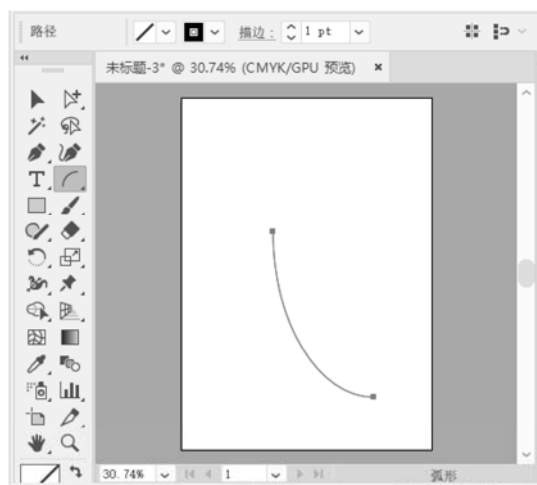 路径 描边： 1 pt
未标题-3* @ 30.74% (CMYK/GPU 预览) ×
30.74% 1 弧形